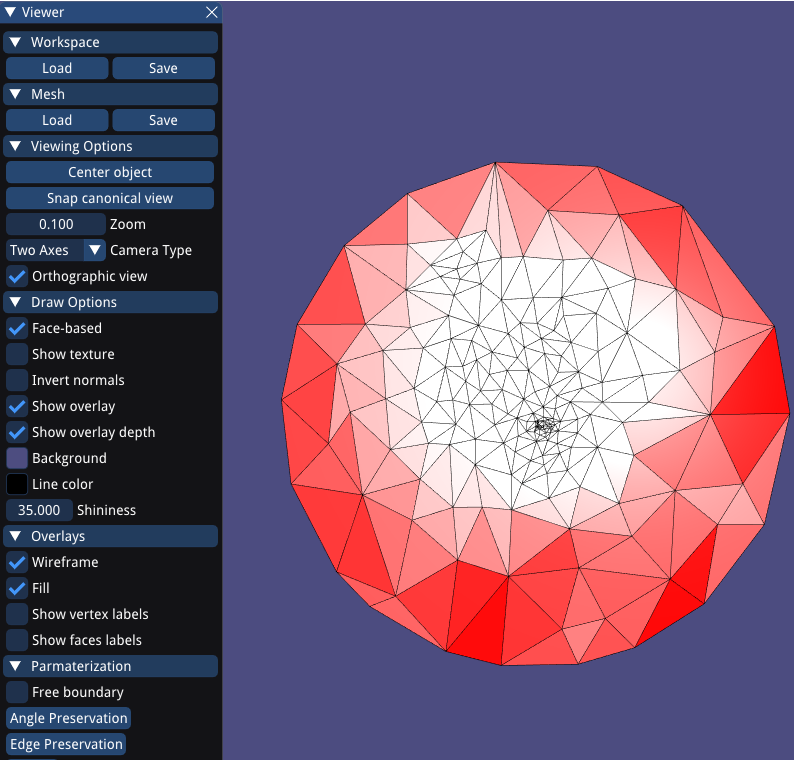 Viewer
Workspace
Load Save
Mesh
Load Save
Viewing Options
Center object
Snap canonical view
0.100 Zoom
Two Axes Camera Type
Orthographic view
Draw Options
Face-based
Show texture
Invert normals
Show overlay
Show overlay depth
Background
Line color
35.000 Shininess
Overlays
Wireframe
Fill
Show vertex labels
Show faces labels
Parmaterization
Free boundary
Angle Preservation
Edge Preservation